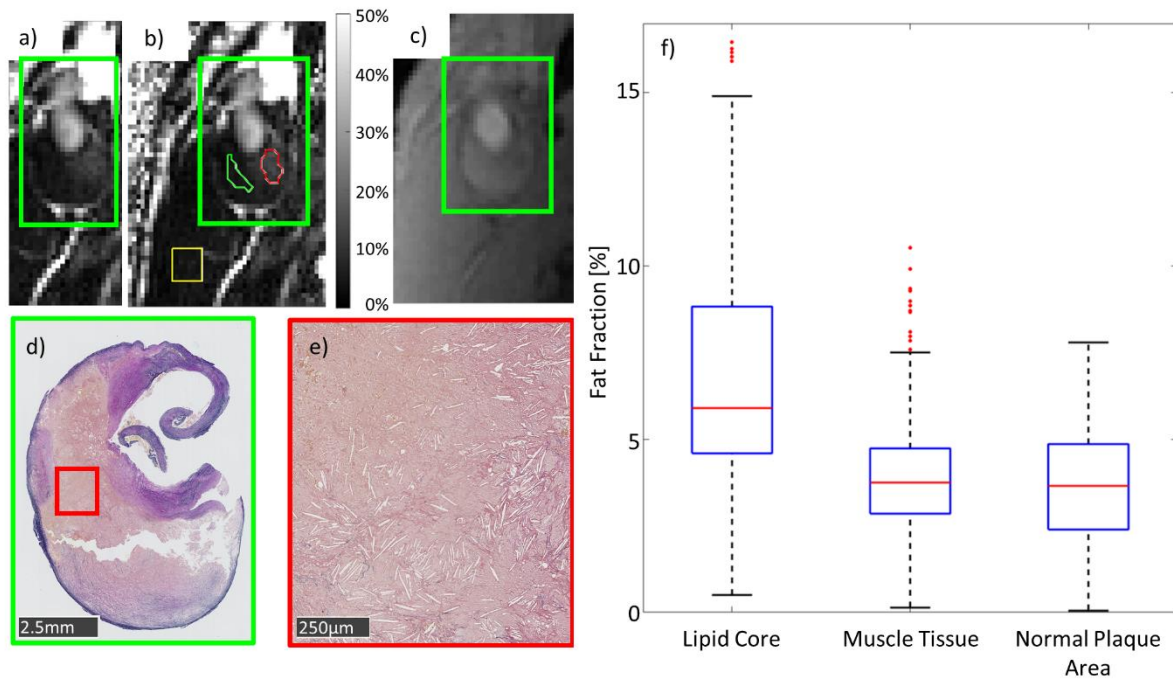 a)
b)
50%
40%
30%
20%
10%
0%
c)
d)
2.5mm
e)
250μm
f)
Fat Fraction [%]
15
10
5
0
Lipid Core
Muscle Tissue
Normal Plaque
Area